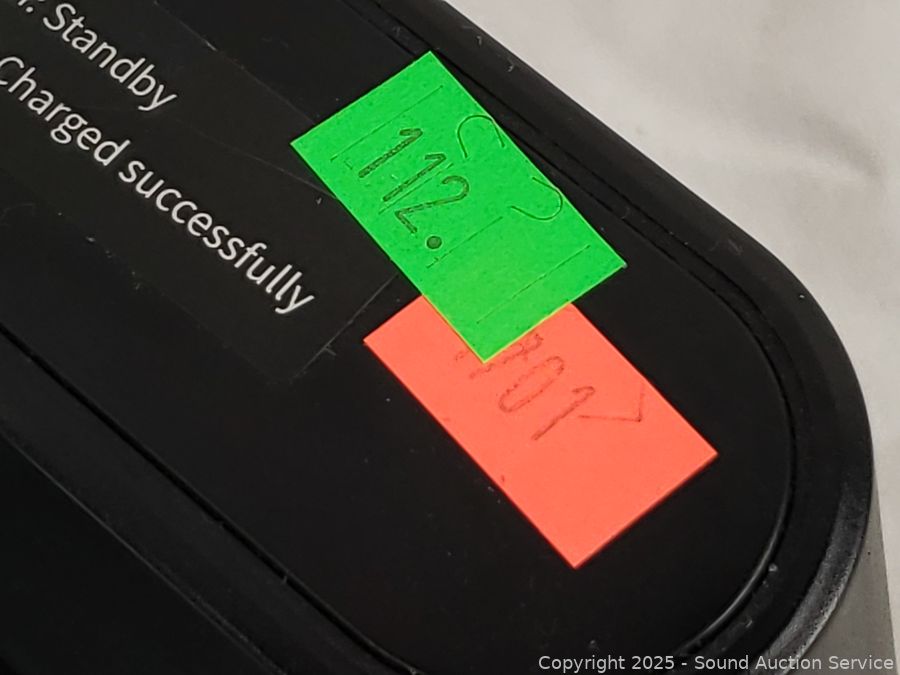 Standby
Charged successfully
112.
Copyright 2025 - Sound Auction Service